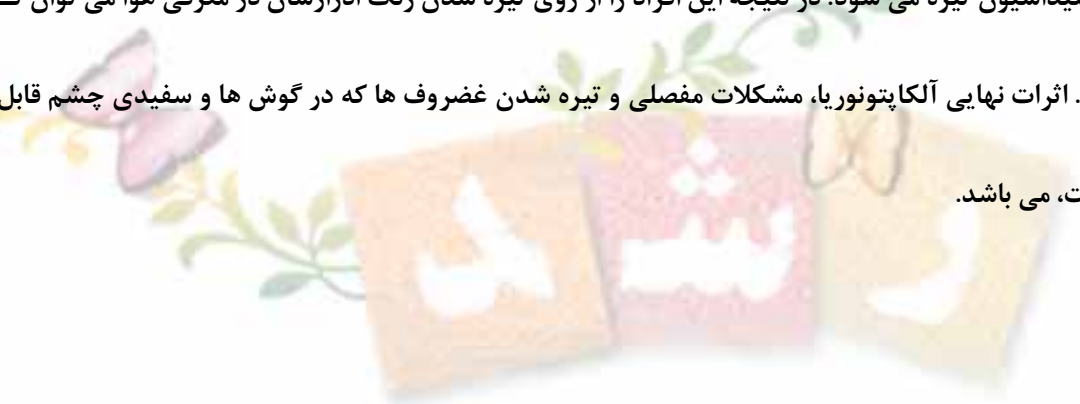 تیره می شود. در نتیجه این افراد را از روی تیره شدن رنگ ادرارشان در معرض هوا می توان
. اثرات نهایی آلکاپتونوریا، مشکلات مفصلی و تیره شدن غضروف ها که در گوش ها و سفیدی چشم قابل
ت، می باشد.
رشد